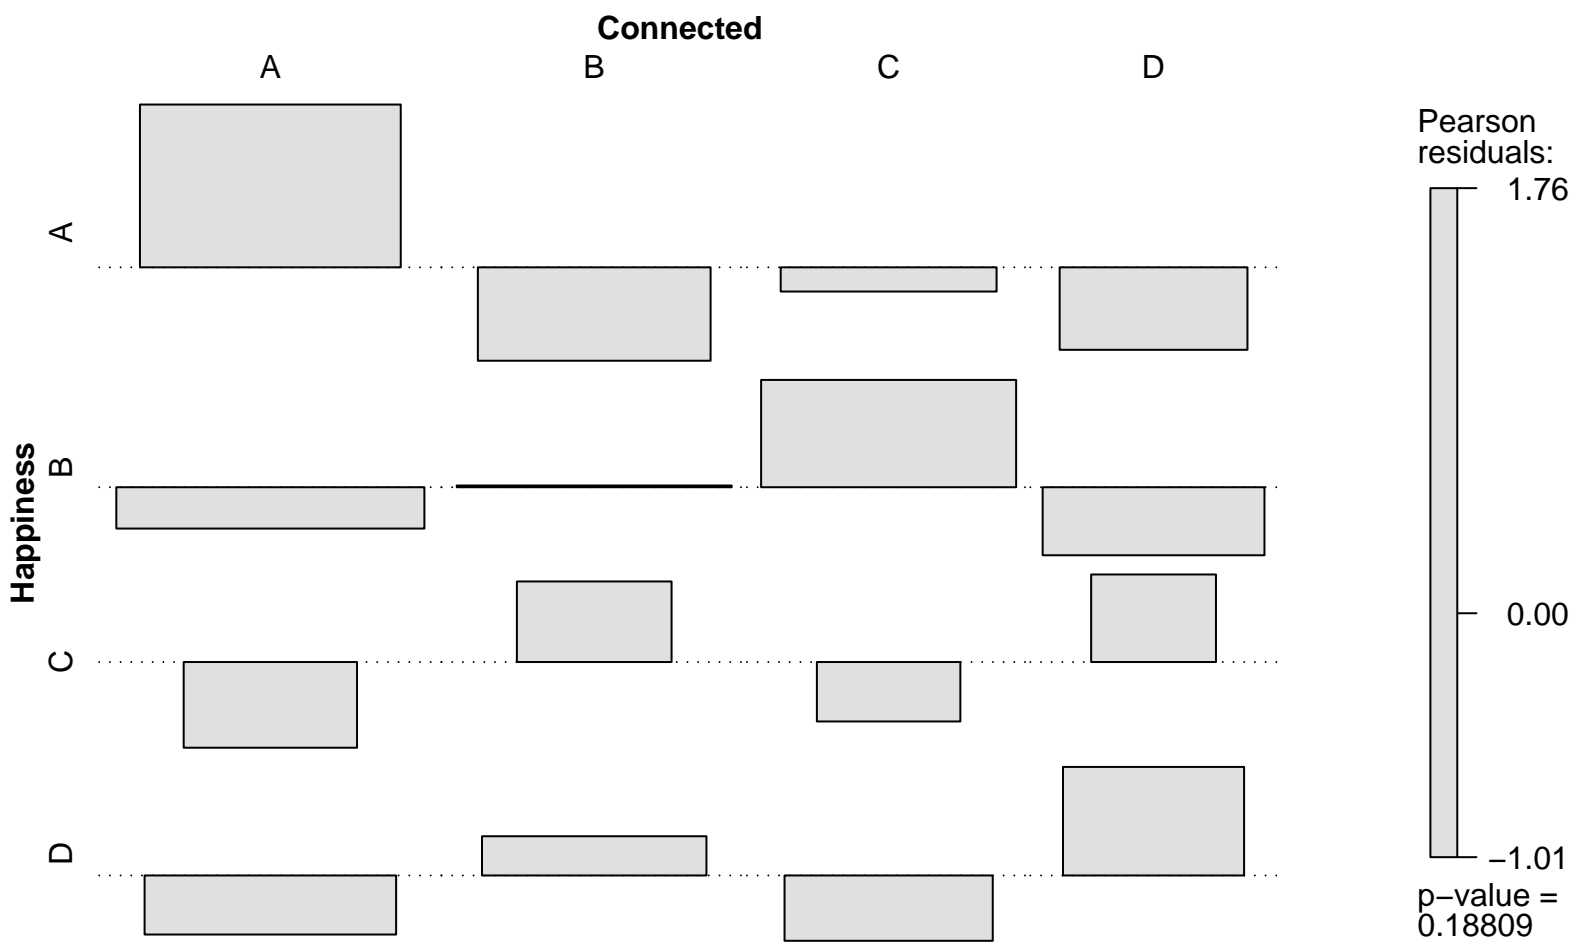 Connected
A B C D
A
B
C
D
Happiness
Pearson
residuals:
1.76
0.00
−1.01
p−value =
0.18809